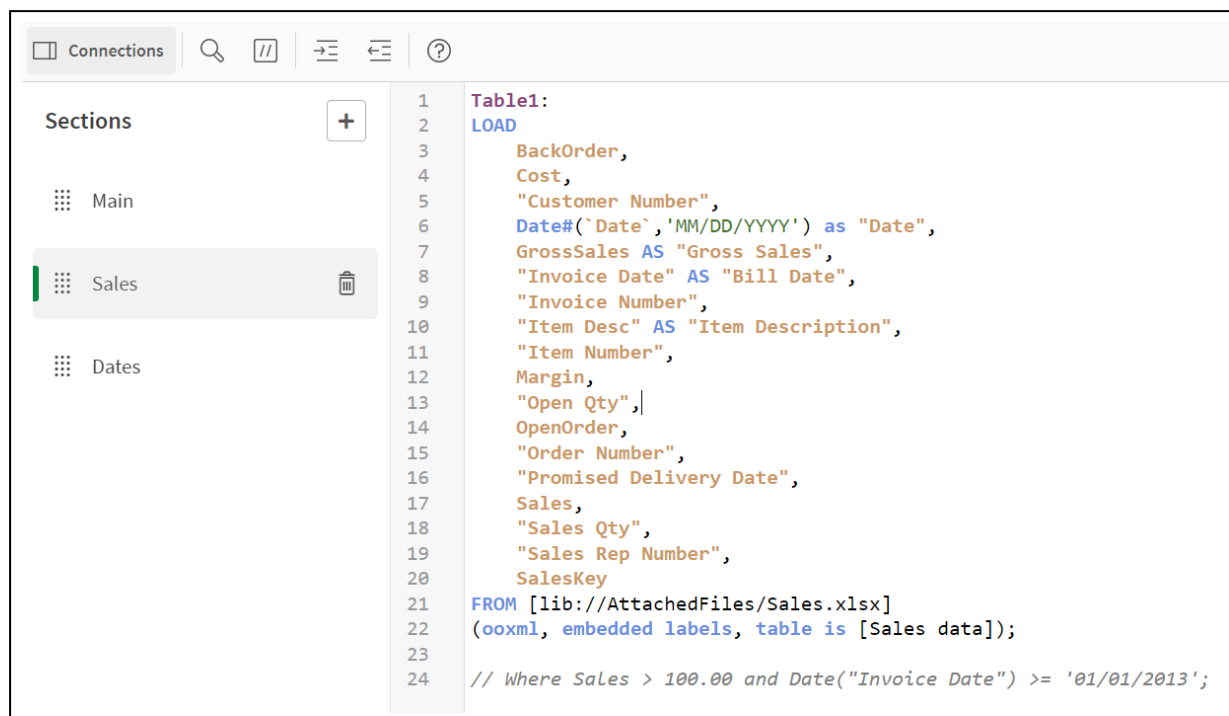 Connections
Sections
+
Main
Sales
Dates
1 Table1:
2 LOAD
3 BackOrder,
4 Cost,
5 "Customer Number",
6 Date#(`Date`,'MM/DD/YYYY') as "Date",
7 GrossSales AS "Gross Sales",
8 "Invoice Date" AS "Bill Date",
9 "Invoice Number",
10 "Item Desc" AS "Item Description",
11 "Item Number",
12 Margin,
13 "Open Qty",
14 OpenOrder,
15 "Order Number",
16 "Promised Delivery Date",
17 Sales,
18 "Sales Qty",
19 "Sales Rep Number",
20 SalesKey
21 FROM [lib://AttachedFiles/Sales.xlsx]
22 (ooxml, embedded labels, table is [Sales data]);
23
24 // Where Sales > 100.00 and Date("Invoice Date") >= '01/01/2013';